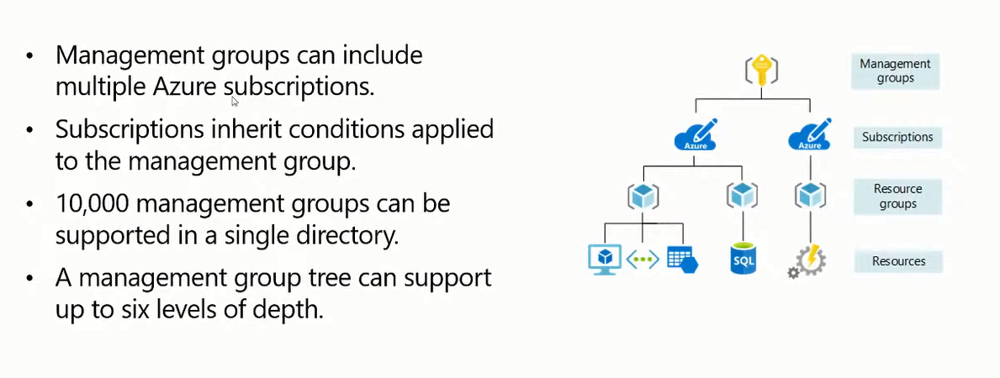 • Management groups can include
multiple Azure subscriptions.
• Subscriptions inherit conditions applied
to the management group.
• 10,000 management groups can be
supported in a single directory.
• A management group tree can support
up to six levels of depth.
Management
groups
Azure
Azure
Subscriptions
Resource
groups
SQL
Resources